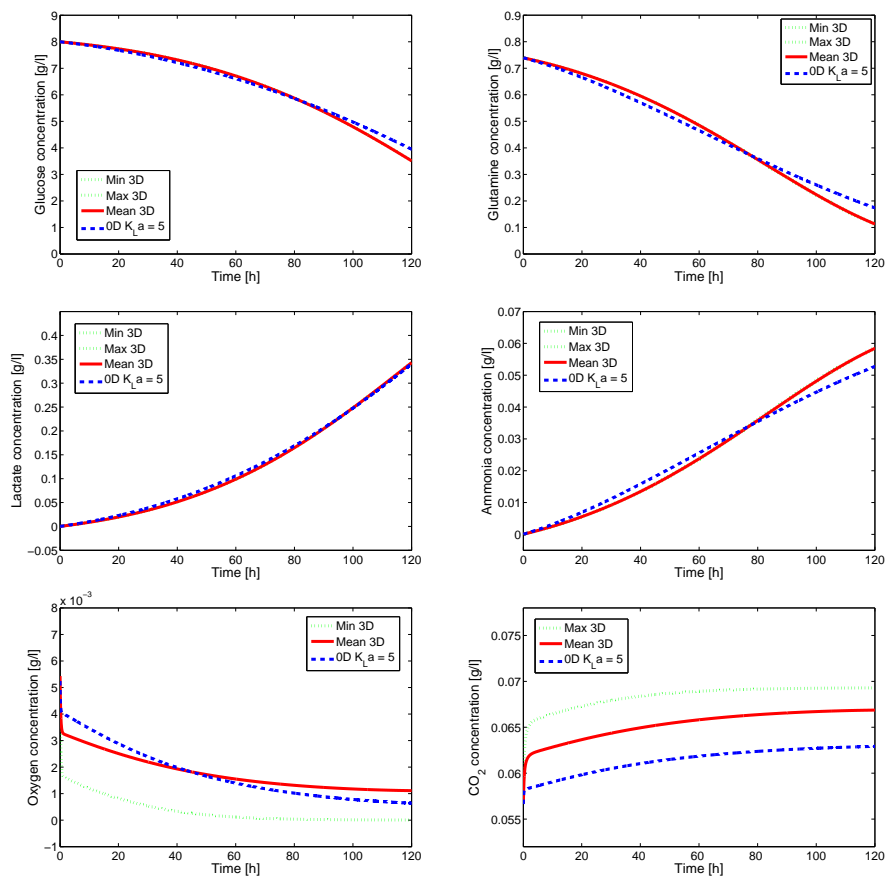 Glucose concentration [g/l]
9
8
7
6
5
4
3
2
1
0
Min 3D
Max 3D
Mean 3D
0D K_L a = 5
0 20 40 60 80 100 120
Time [h]
Glutamine concentration [g/l]
0.9
0.8
0.7
0.6
0.5
0.4
0.3
0.2
0.1
0
Min 3D
Max 3D
Mean 3D
0D K_L a = 5
0 20 40 60 80 100 120
Time [h]
Lactate concentration [g/l]
0.45
0.4
0.35
0.3
0.25
0.2
0.15
0.1
0.05
0
−0.05
Min 3D
Max 3D
Mean 3D
0D K_L a = 5
0 20 40 60 80 100 120
Time [h]
Ammonia concentration [g/l]
0.07
0.06
0.05
0.04
0.03
0.02
0.01
0
Min 3D
Max 3D
Mean 3D
0D K_L a = 5
0 20 40 60 80 100 120
Time [h]
Oxygen concentration [g/l]
x 10⁻³
8
7
6
5
4
3
2
1
0
−1
Min 3D
Mean 3D
0D K_L a = 5
0 20 40 60 80 100 120
Time [h]
CO₂ concentration [g/l]
0.075
0.07
0.065
0.06
0.055
Max 3D
Mean 3D
0D K_L a = 5
0 20 40 60 80 100 120
Time [h]